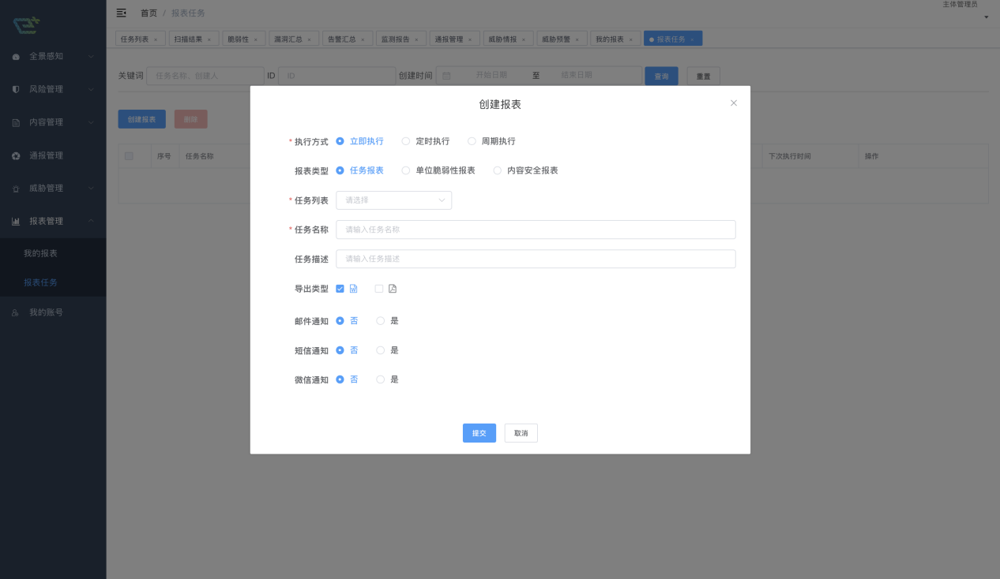 主体管理员
首页 / 报表任务
任务列表 × 扫描结果 × 脆弱性 × 漏洞汇总 × 告警汇总 × 监测报告 × 通报管理 × 威胁情报 × 威胁预警 × 我的报表 × 报表任务 ×
全景感知
风险管理
内容管理
通报管理
威胁管理
报表管理
我的报表
报表任务
我的账号
关键词 任务名称、创建人 ID ID 创建时间 开始日期 至 结束日期 查询 重置
创建报表 删除
序号 任务名称 下次执行时间 操作
创建报表
* 执行方式 立即执行 定时执行 周期执行
报表类型 任务报表 单位脆弱性报表 内容安全报表
* 任务列表 请选择
* 任务名称 请输入任务名称
任务描述 请输入任务描述
导出类型
邮件通知 否 是
短信通知 否 是
微信通知 否 是
提交 取消